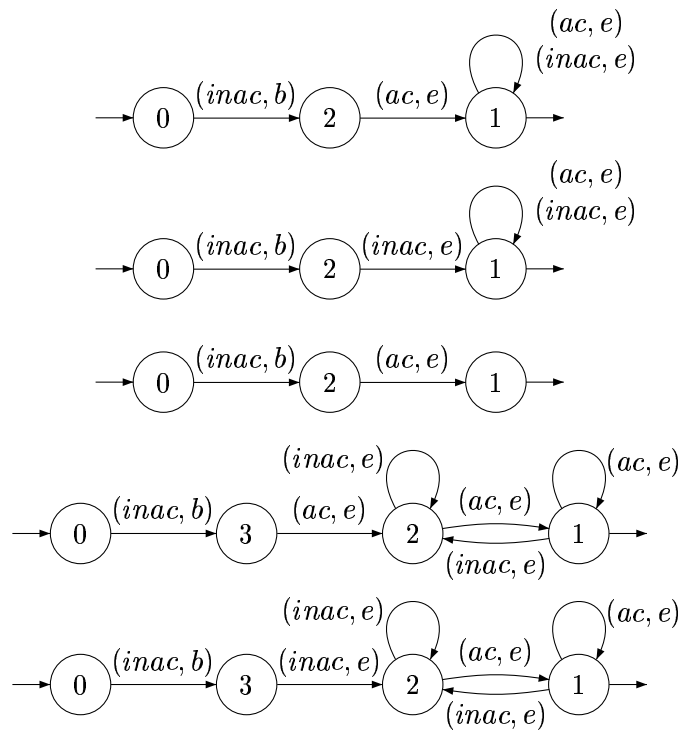 (ac, e)
(inac, e)
(inac, b) (ac, e)
0 2 1
(ac, e)
(inac, e)
(inac, b) (inac, e)
0 2 1
(inac, b) (ac, e)
0 2 1
(inac, e) (ac, e)
(inac, b) (ac, e) (ac, e)
0 3 2 1
(inac, e)
(inac, e) (ac, e)
(inac, b) (inac, e) (ac, e)
0 3 2 1
(inac, e)